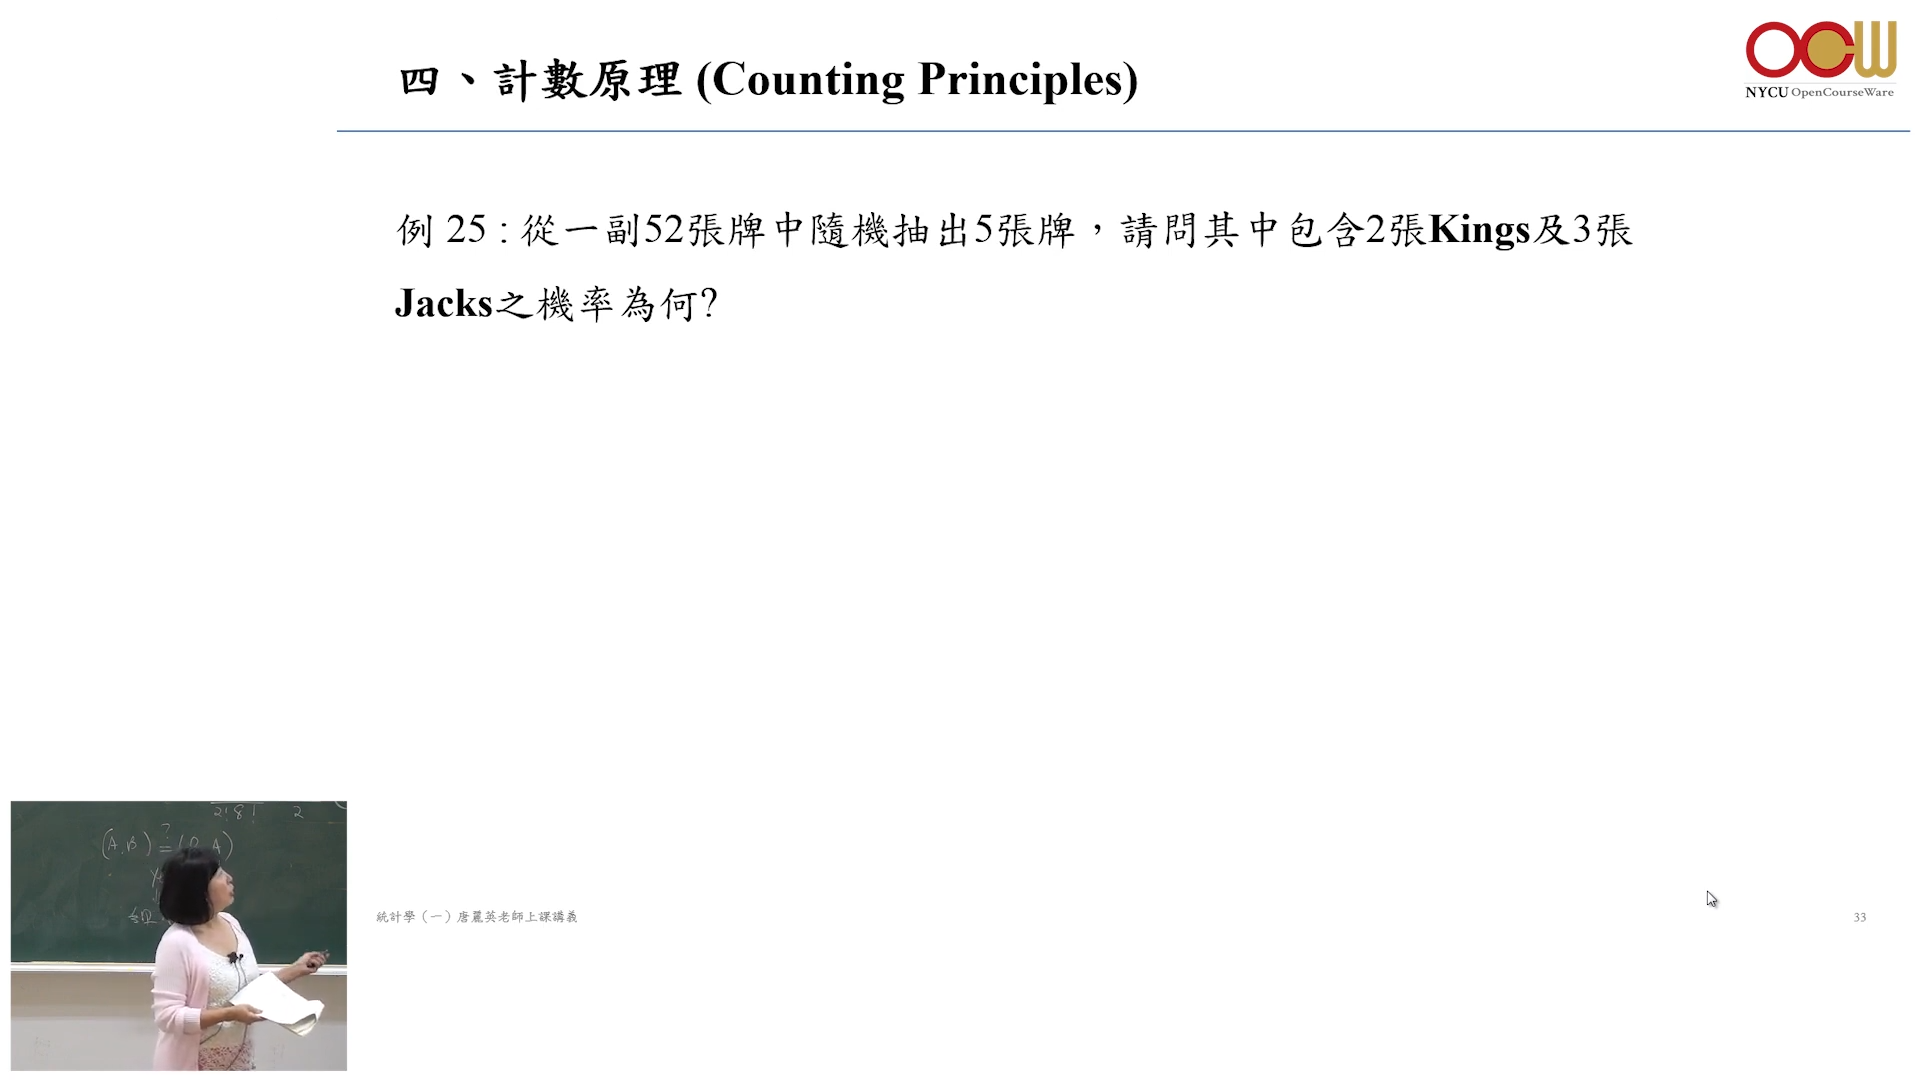 四、計數原理 (Counting Principles)
OCW
NYCU OpenCourseWare
例 25 : 從一副52張牌中隨機抽出5張牌，請問其中包含2張Kings及3張
Jacks之機率為何?
2!8! 2
(A,B) ?= ( A)
統計學（一）唐麗英老師上課講義
33